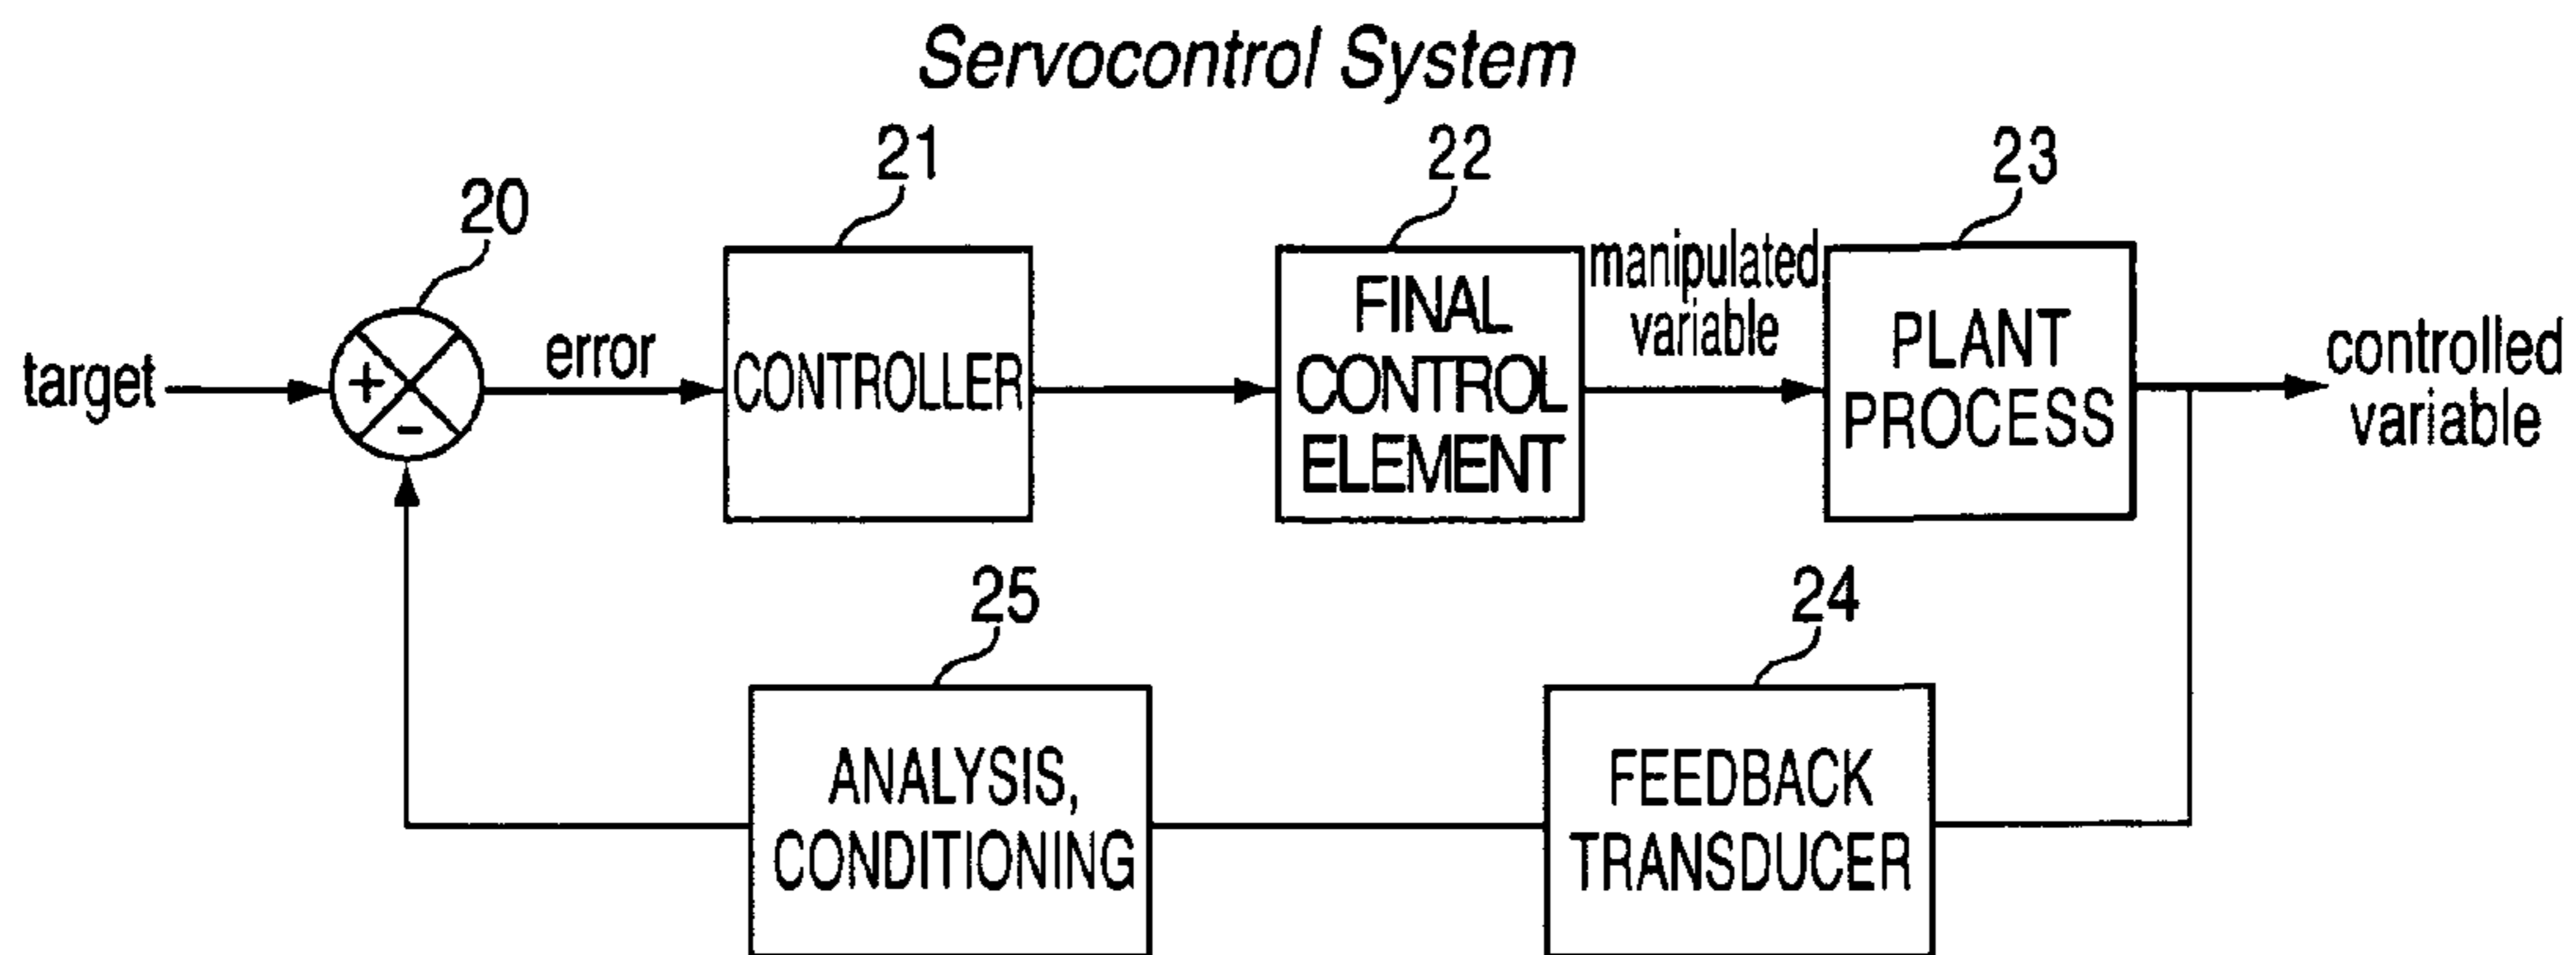 Servocontrol System
20
21
22
23
target
+
-
error
CONTROLLER
FINAL
CONTROL
ELEMENT
manipulated
variable
PLANT
PROCESS
controlled
variable
25
24
ANALYSIS,
CONDITIONING
FEEDBACK
TRANSDUCER